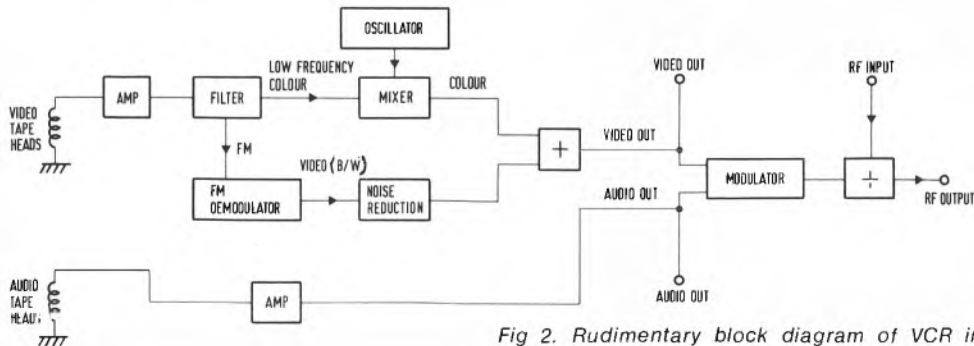 OSCILLATOR
LOW FREQUENCY
COLOUR
AMP
FILTER
MIXER
COLOUR
VIDEO
TAPE
HEADS
FM
VIDEO (B/W)
FM
DEMODULATOR
NOISE
REDUCTION
+
VIDEO OUT
VIDEO OUT
RF INPUT
AUDIO OUT
MODULATOR
RF OUTPUT
AUDIO
TAPE
AMP
AUDIO OUT
Fig 2. Rudimentary block diagram of VCR in